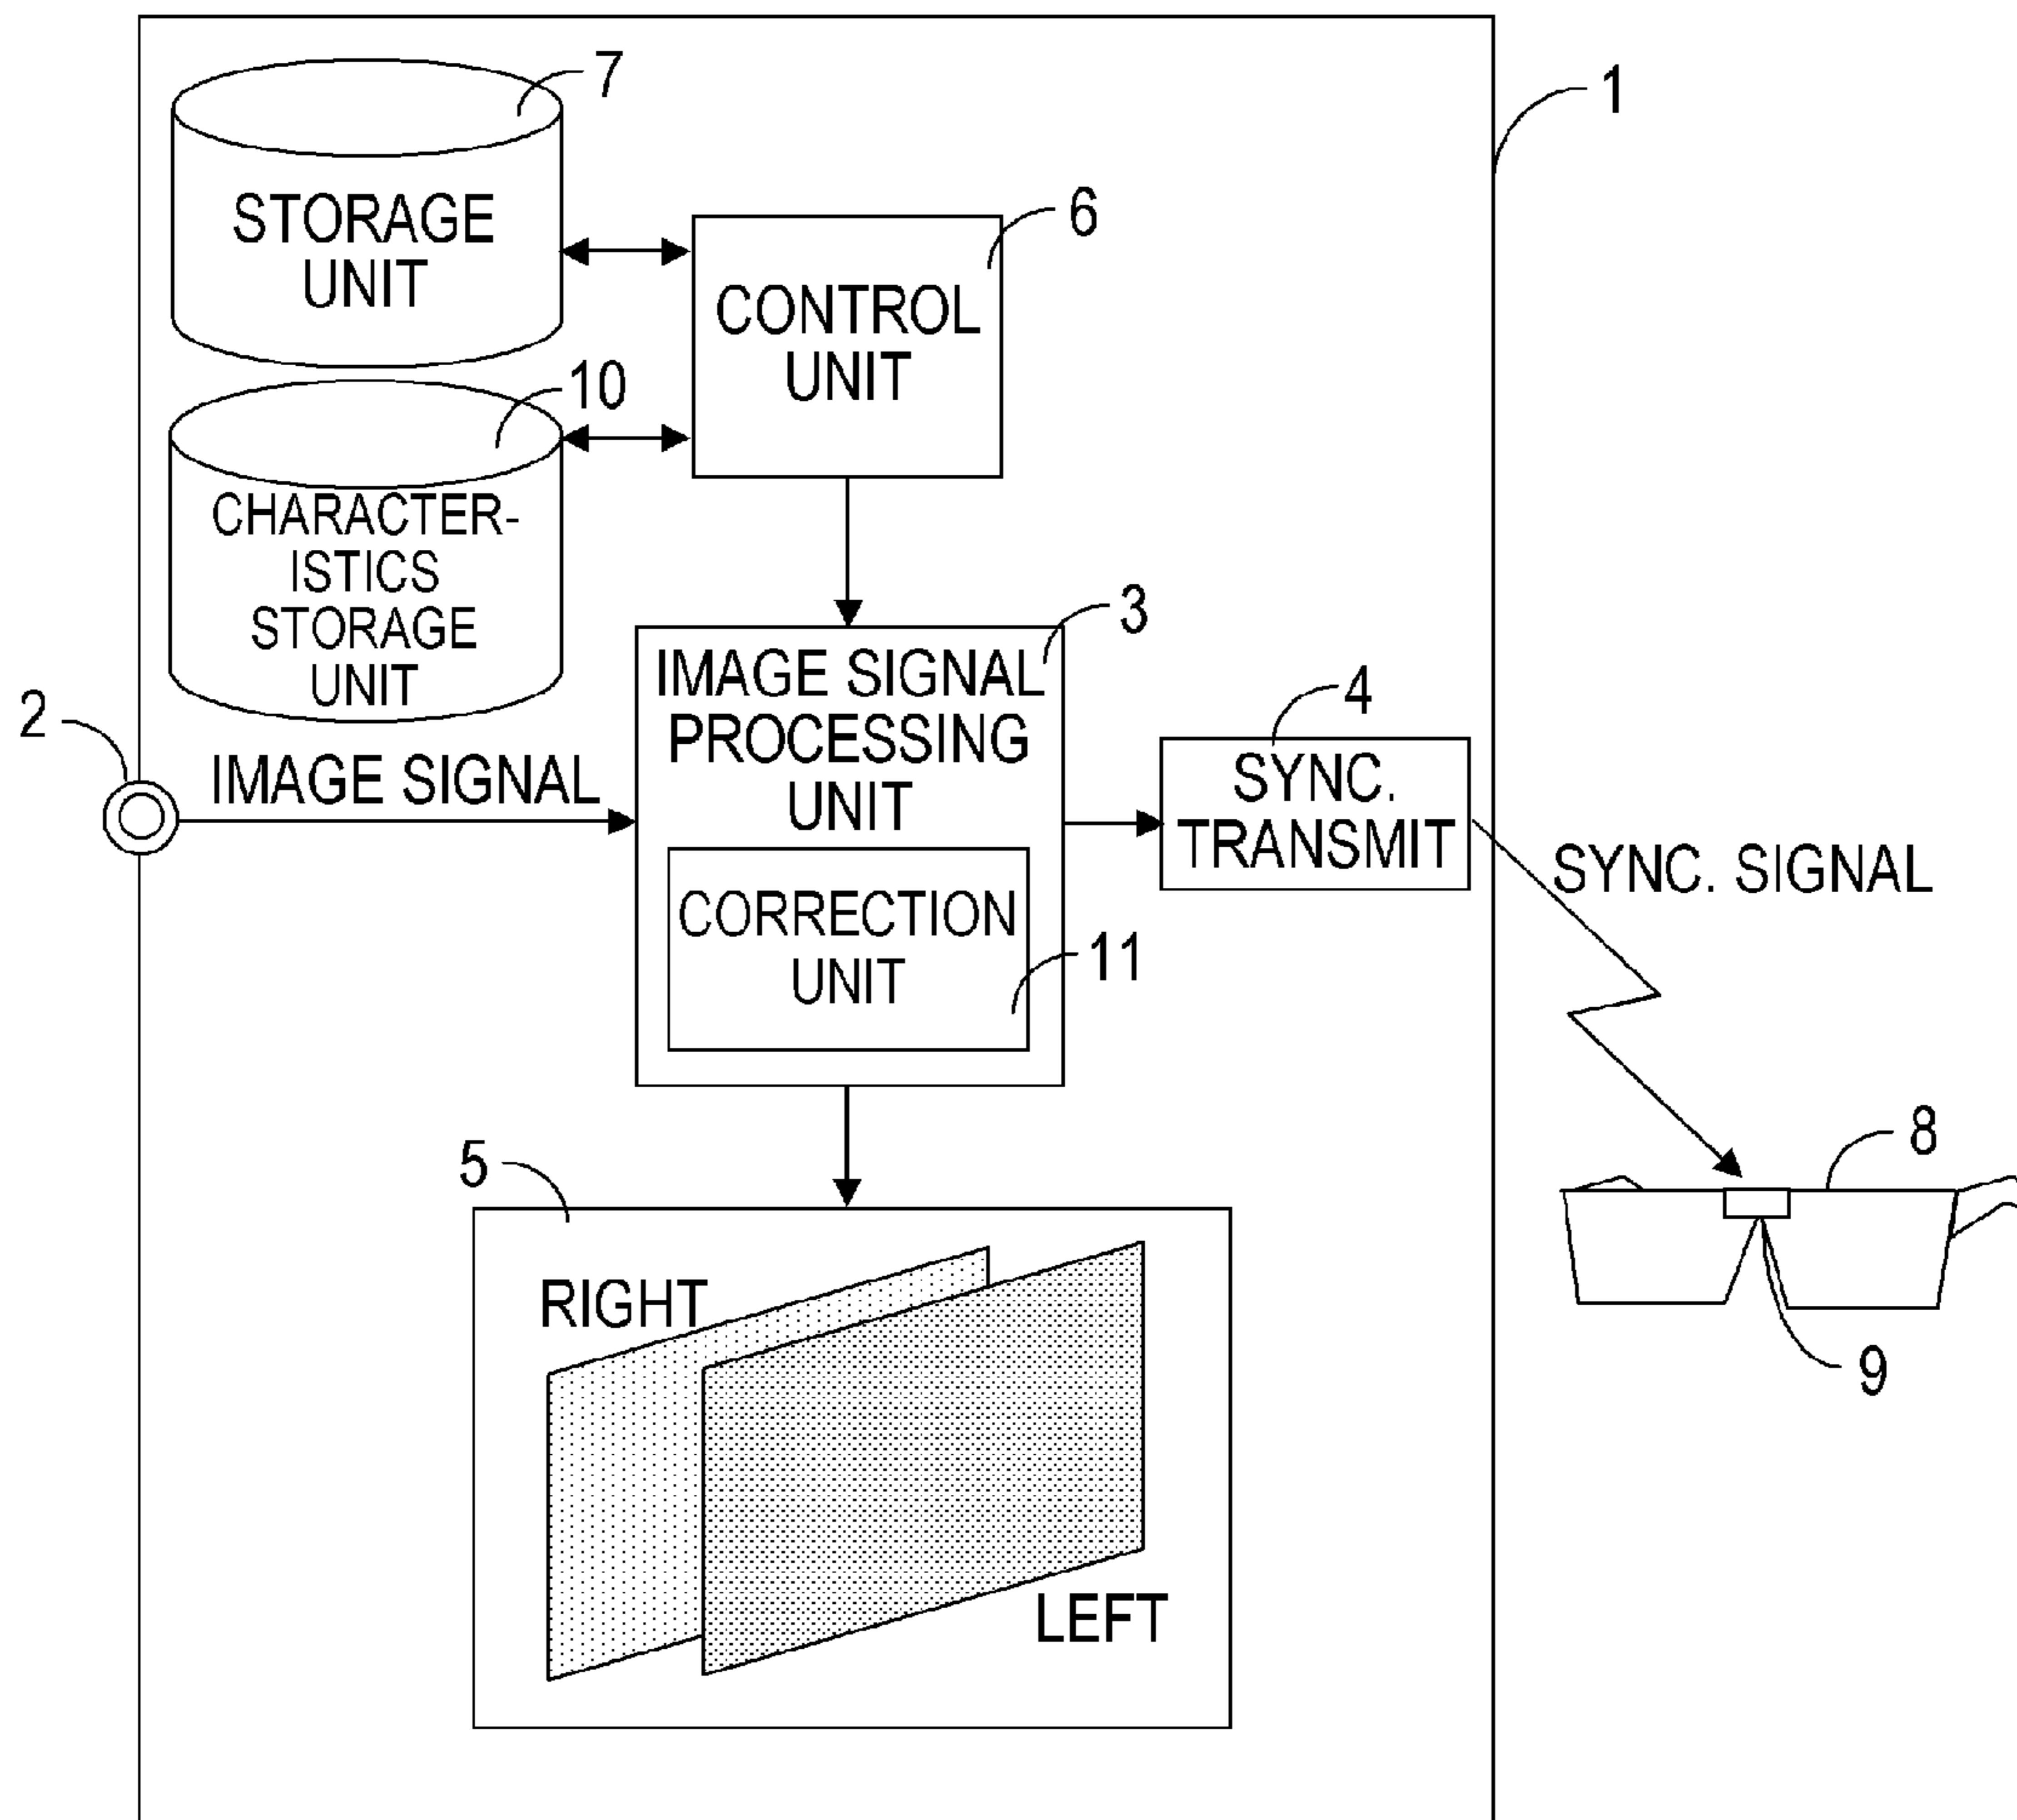 7
1
STORAGE
UNIT
6
CONTROL
UNIT
10
CHARACTER-
ISTICS
STORAGE
UNIT
3
IMAGE SIGNAL
PROCESSING
UNIT
2
IMAGE SIGNAL
4
SYNC.
TRANSMIT
SYNC. SIGNAL
CORRECTION
UNIT
11
8
5
RIGHT
LEFT
9